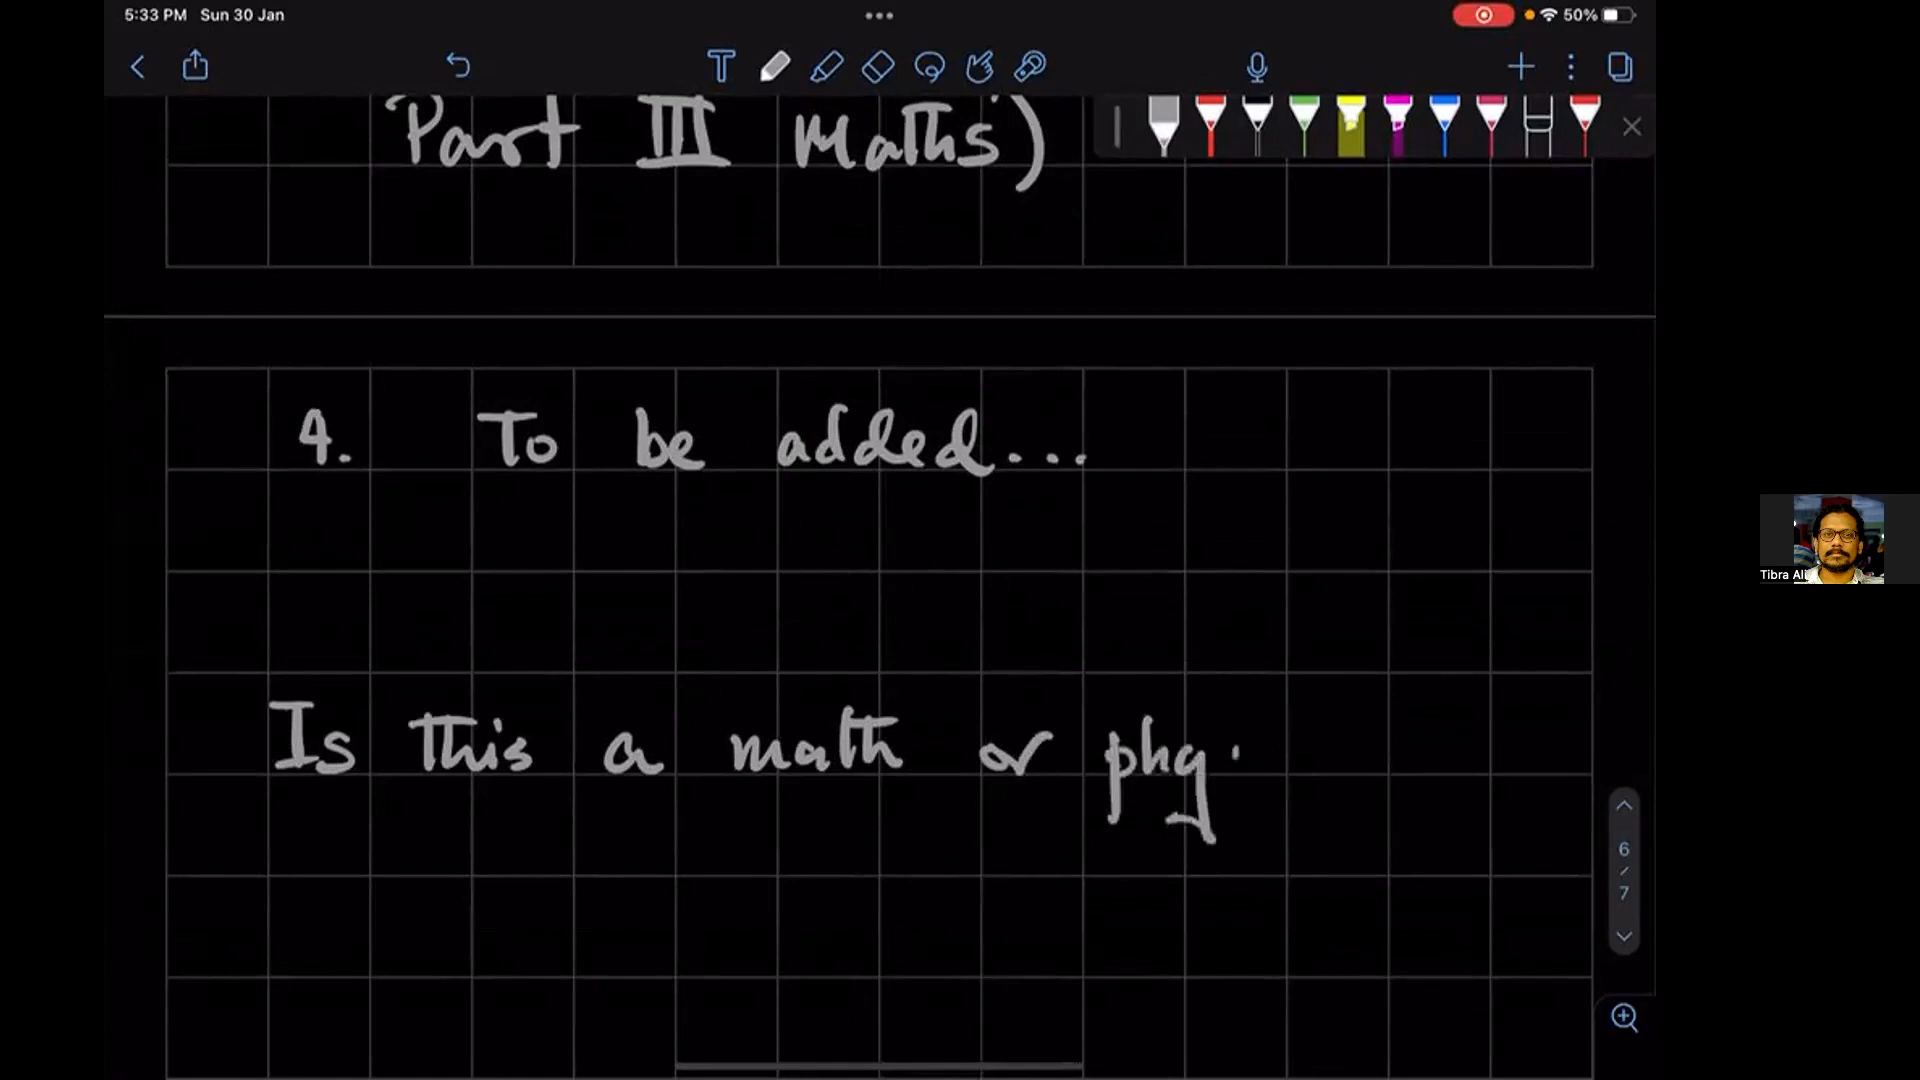 5:33 PM Sun 30 Jan
50%
Part III Maths)
4. To be added...
Is this a math or phy
6
/
7
Tibra Ali